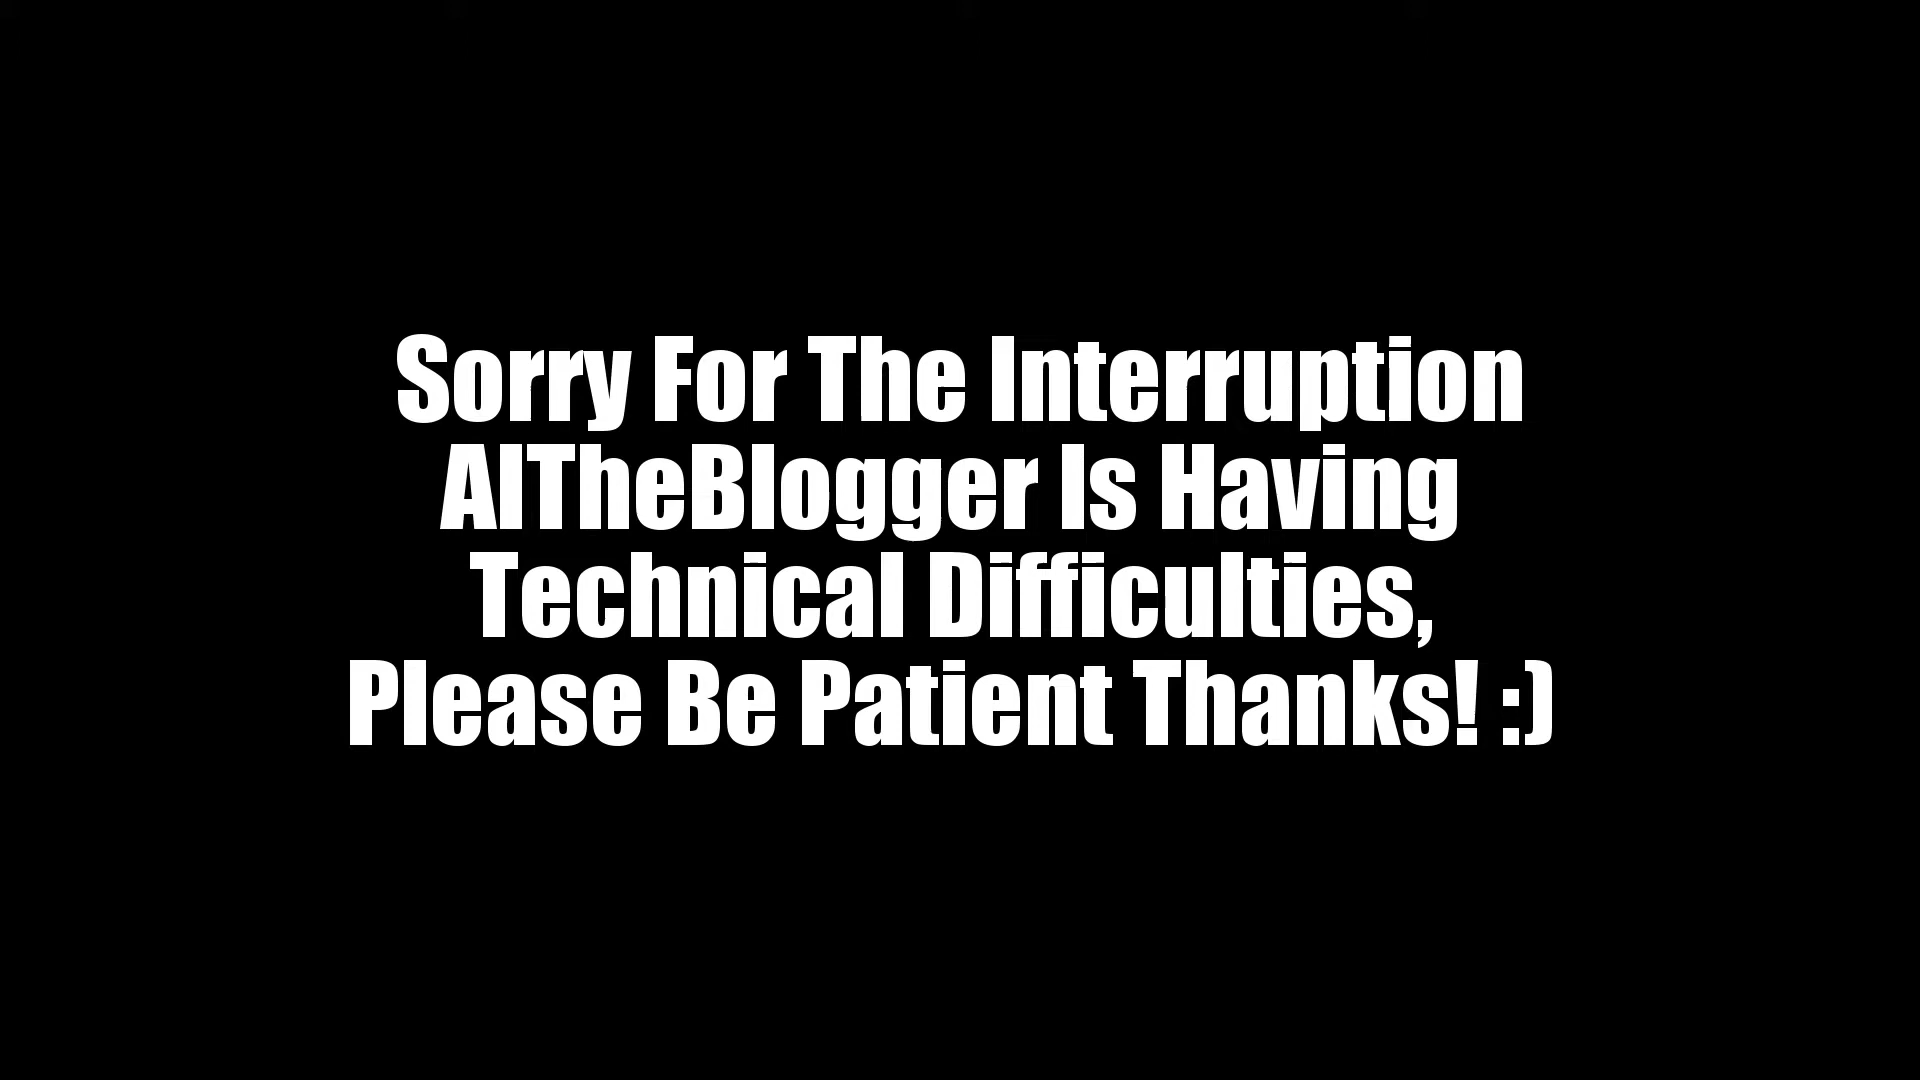 Sorry For The Interruption
AlTheBlogger Is Having
Technical Difficulties,
Please Be Patient Thanks! :)